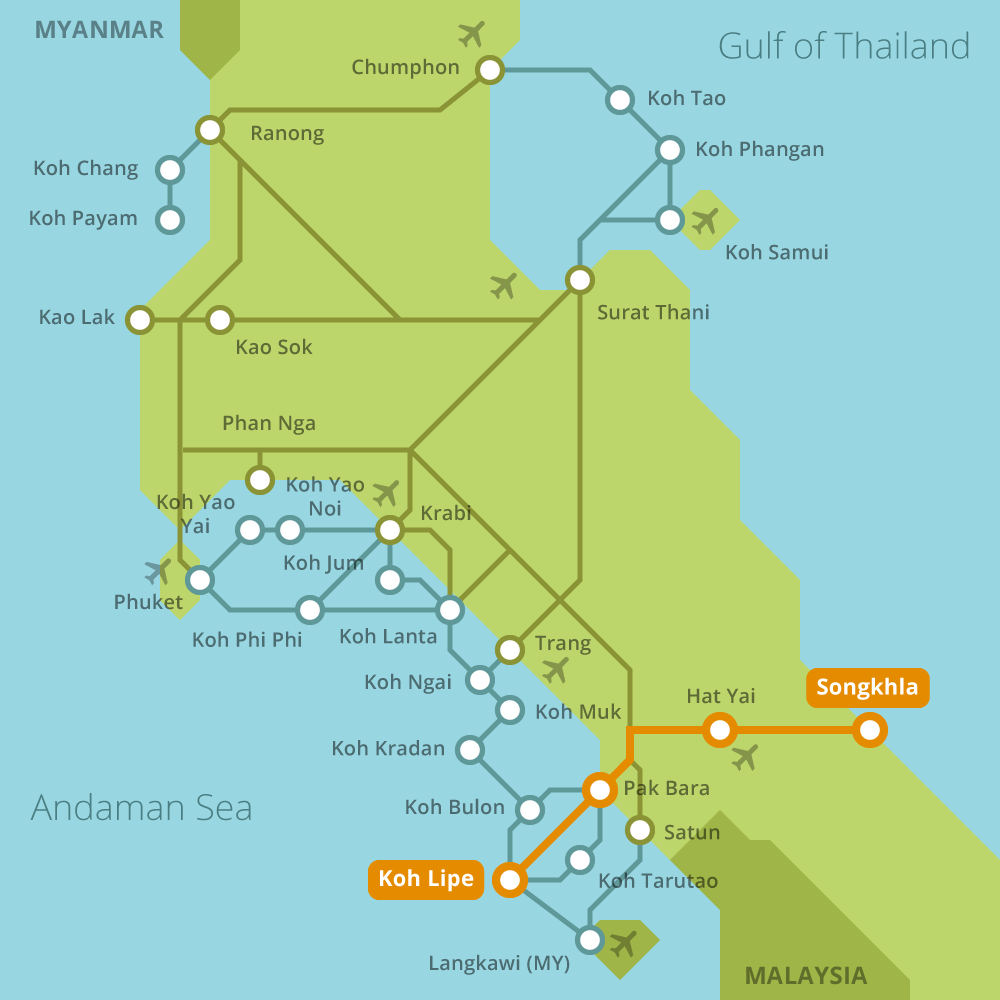 MYANMAR
Gulf of Thailand
Chumphon
Koh Tao
Ranong
Koh Phangan
Koh Chang
Koh Payam
Koh Samui
Kao Lak
Surat Thani
Kao Sok
Phan Nga
Koh Yao
Noi
Koh Yao
Yai
Krabi
Koh Jum
Phuket
Koh Phi Phi
Koh Lanta
Trang
Koh Ngai
Koh Muk
Hat Yai
Songkhla
Koh Kradan
Pak Bara
Andaman Sea
Koh Bulon
Satun
Koh Lipe
Koh Tarutao
Langkawi (MY)
MALAYSIA